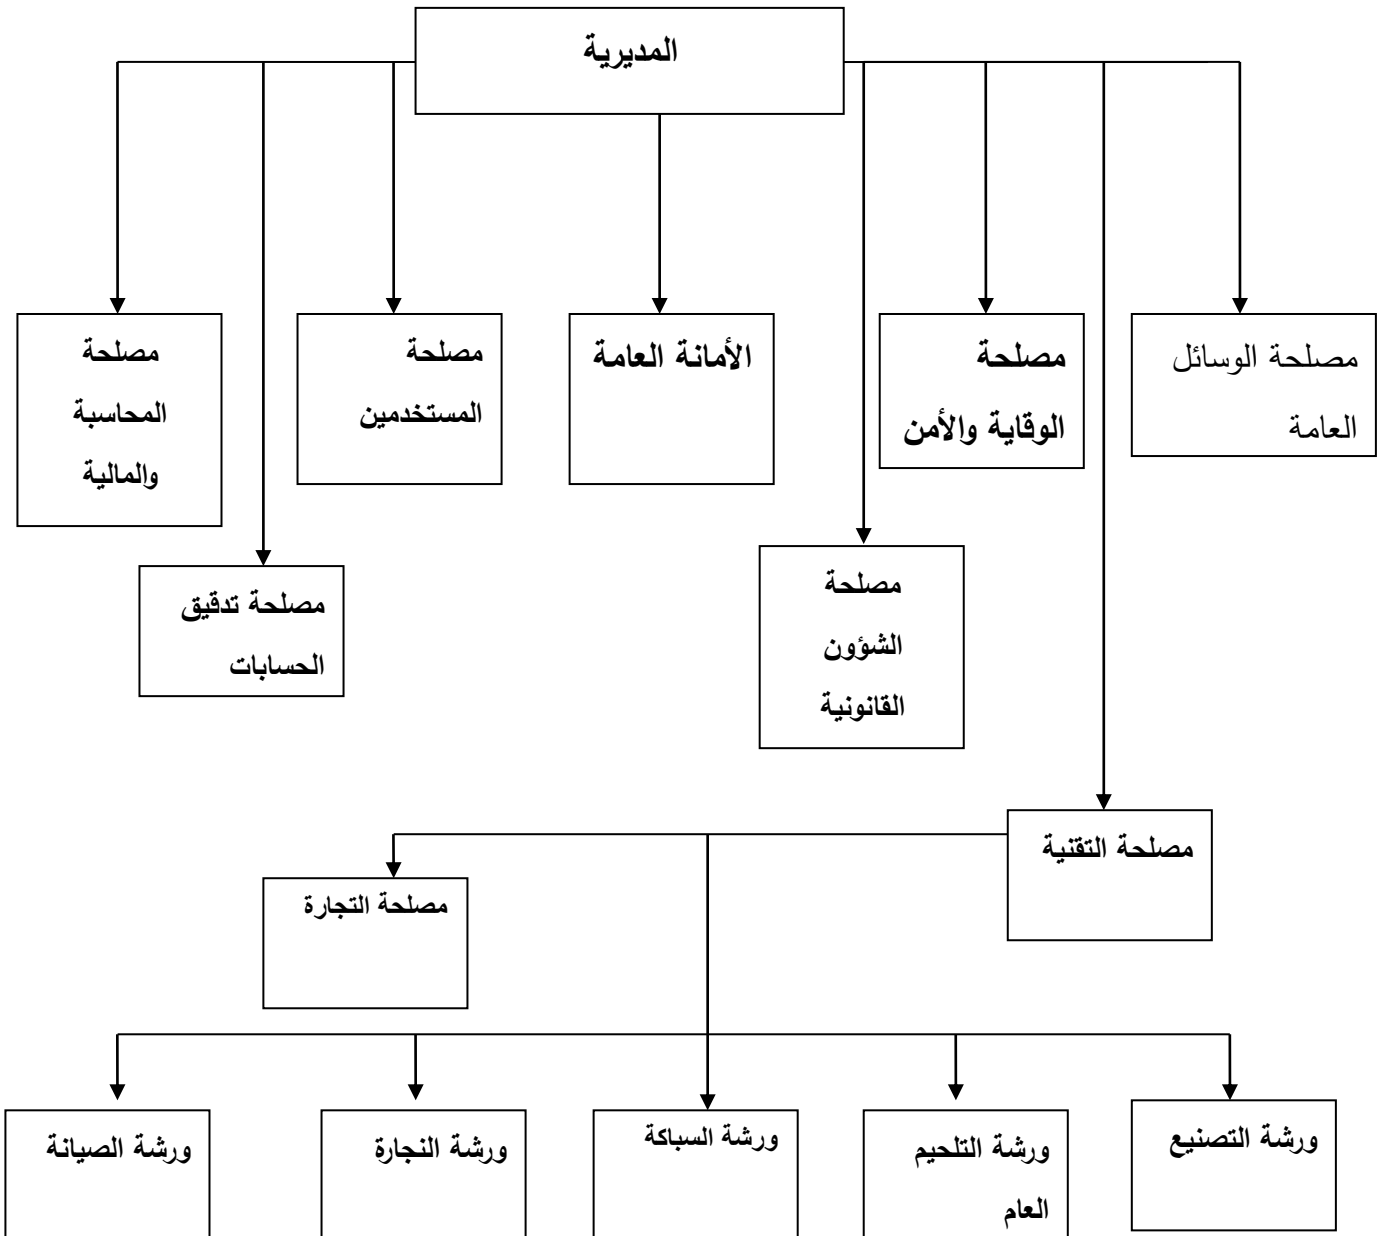 المديرية
مصلحة الوسائل
العامة
مصلحة
الوقاية والأمن
الأمانة العامة
مصلحة
المستخدمين
مصلحة
المحاسبة
والمالية
مصلحة
الشؤون
القانونية
مصلحة تدقيق
الحسابات
مصلحة التقنية
مصلحة التجارة
ورشة التصنيع
ورشة التلحيم
العام
ورشة السباكة
ورشة النجارة
ورشة الصيانة